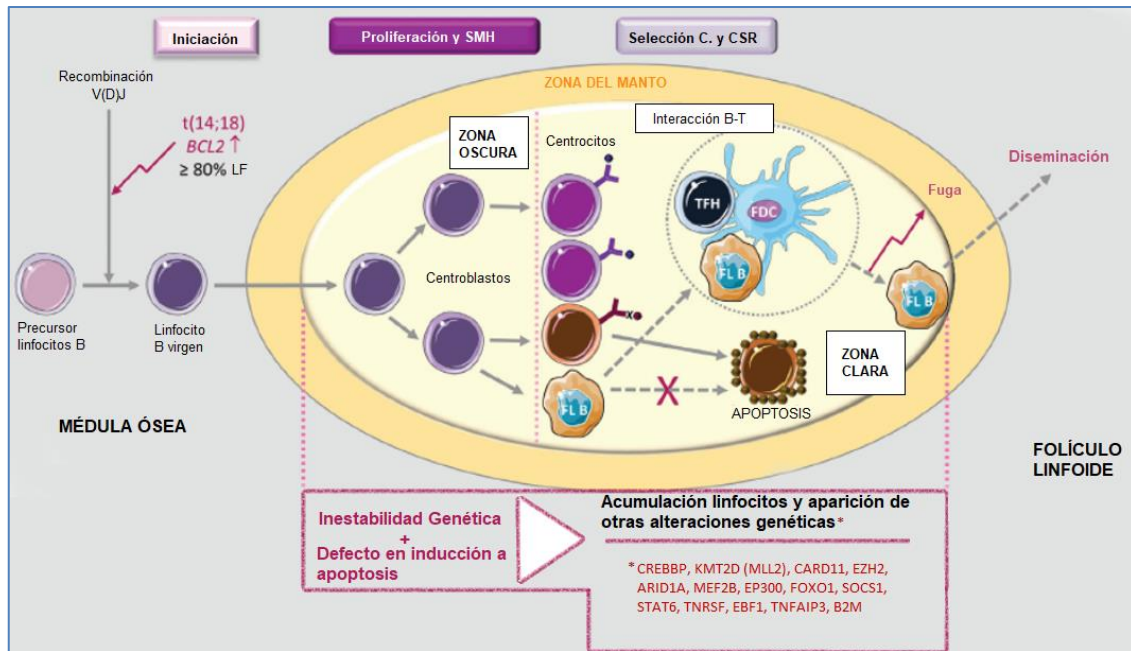 Iniciación
Proliferación y SMH
Selección C. y CSR
Recombinación
V(D)J
t(14;18)
BCL2 ↑
≥ 80% LF
ZONA DEL MANTO
ZONA
OSCURA
Centrocitos
Interacción B-T
TFH
FDC
FL B
Diseminación
Fuga
FL B
Centroblastos
Precursor
linfocitos B
Linfocito
B virgen
FL B
X
APOPTOSIS
ZONA
CLARA
MÉDULA ÓSEA
FOLÍCULO
LINFOIDE
Inestabilidad Genética
+
Defecto en inducción a
apoptosis
Acumulación linfocitos y aparición de
otras alteraciones genéticas*
* CREBBP, KMT2D (MLL2), CARD11, EZH2,
ARID1A, MEF2B, EP300, FOXO1, SOCS1,
STAT6, TNRSF, EBF1, TNFAIP3, B2M